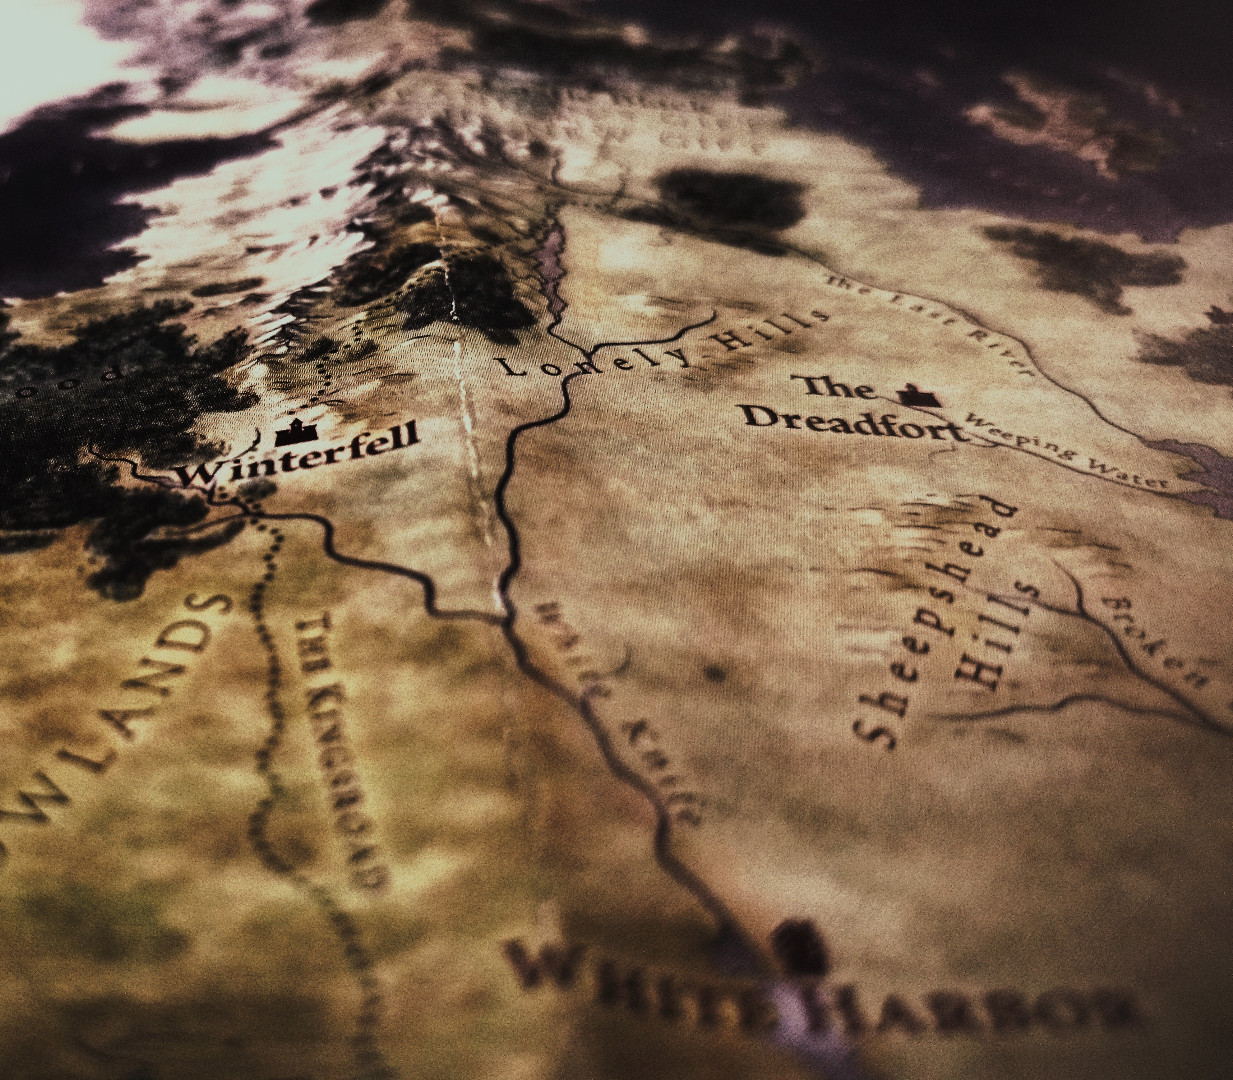 The Last River
Lonely Hills
ood
The
Dreadfort
Winterfell
Weeping Water
Sheepshead
Hills
Broken
WLANDS
THE KINGSROAD
White Knife
WHITE HARBOR